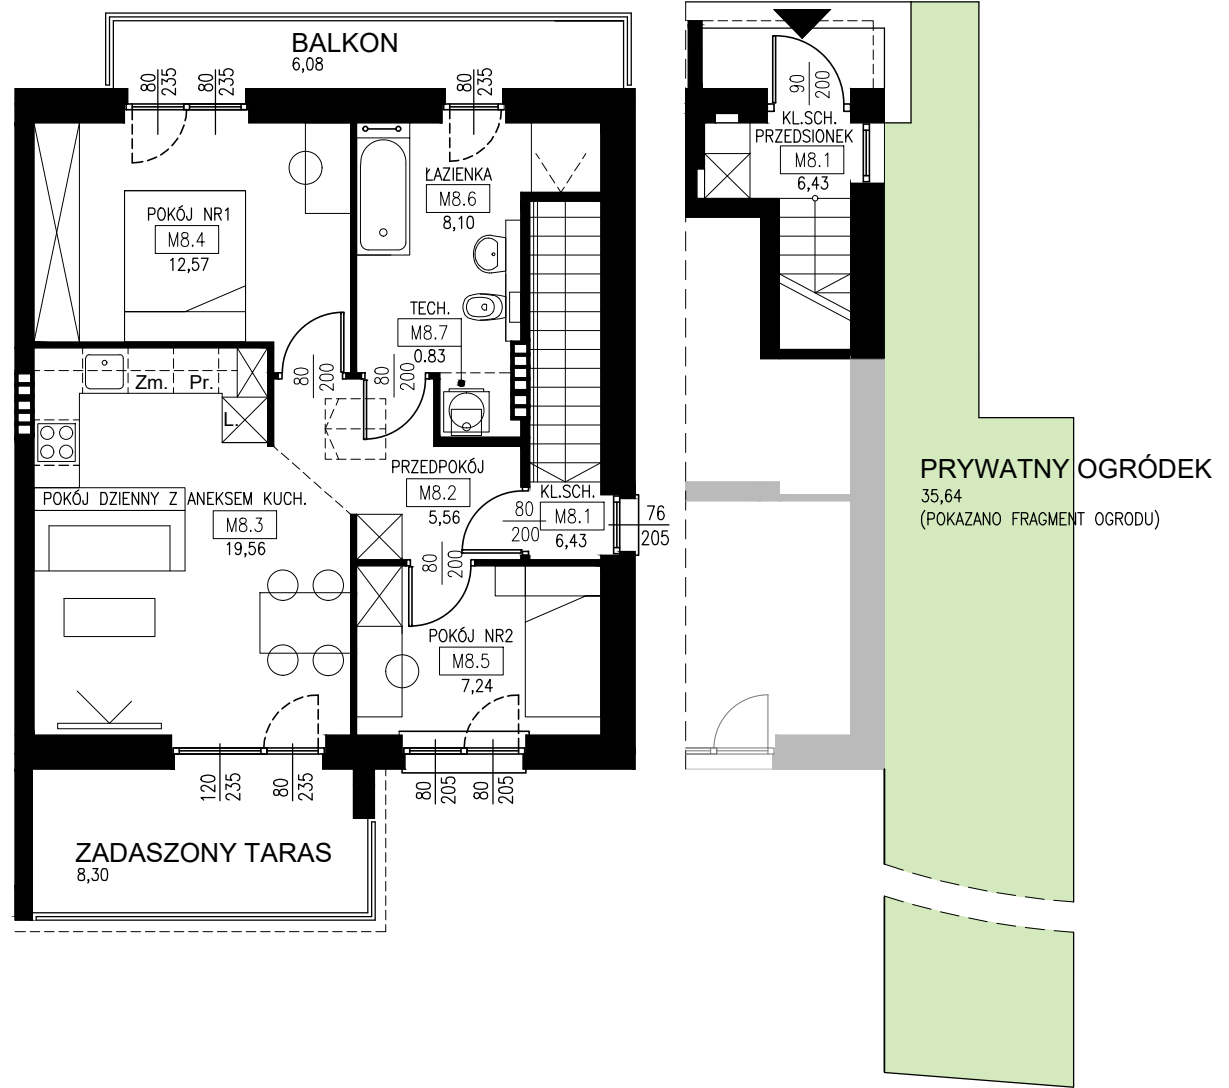 BALKON
6,08
80
235
80
235
80
235
POKÓJ NR1
M8.4
12,57
ŁAZIENKA
M8.6
8,10
TECH.
M8.7
0.83
80
200
80
200
Zm. Pr.
L.
PRZEDPOKÓJ
M8.2
5,56
POKÓJ DZIENNY Z ANEKSEM KUCH.
M8.3
19,56
80
200
KL.SCH.
M8.1
6,43
76
205
80
200
POKÓJ NR2
M8.5
7,24
120
235
80
235
80
205
80
205
ZADASZONY TARAS
8,30
90
200
KL.SCH.
PRZEDSIONEK
M8.1
6,43
PRYWATNY OGRÓDEK
35,64
(POKAZANO FRAGMENT OGRODU)